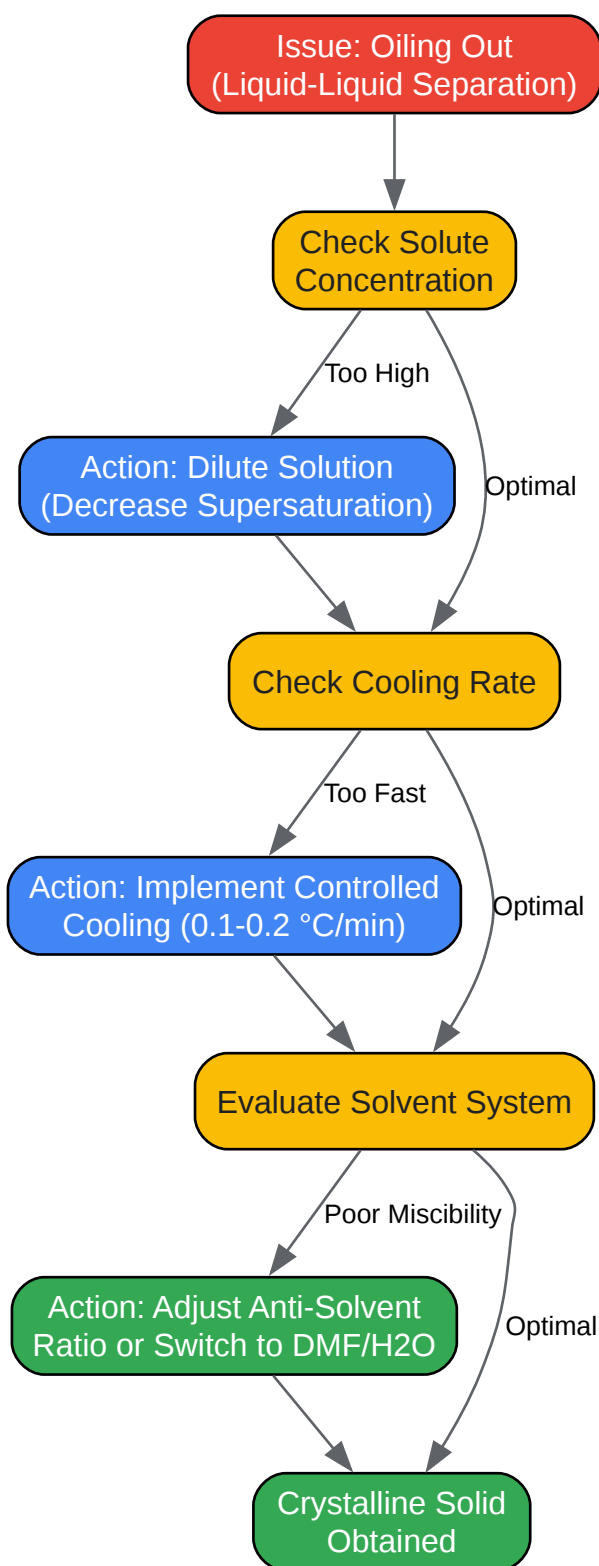 Issue: Oiling Out
(Liquid-Liquid Separation)
Check Solute
Concentration
Too High
Action: Dilute Solution
(Decrease Supersaturation)
Optimal
Check Cooling Rate
Too Fast
Action: Implement Controlled
Cooling (0.1-0.2 °C/min)
Optimal
Evaluate Solvent System
Poor Miscibility
Action: Adjust Anti-Solvent
Ratio or Switch to DMF/H2O
Optimal
Crystalline Solid
Obtained